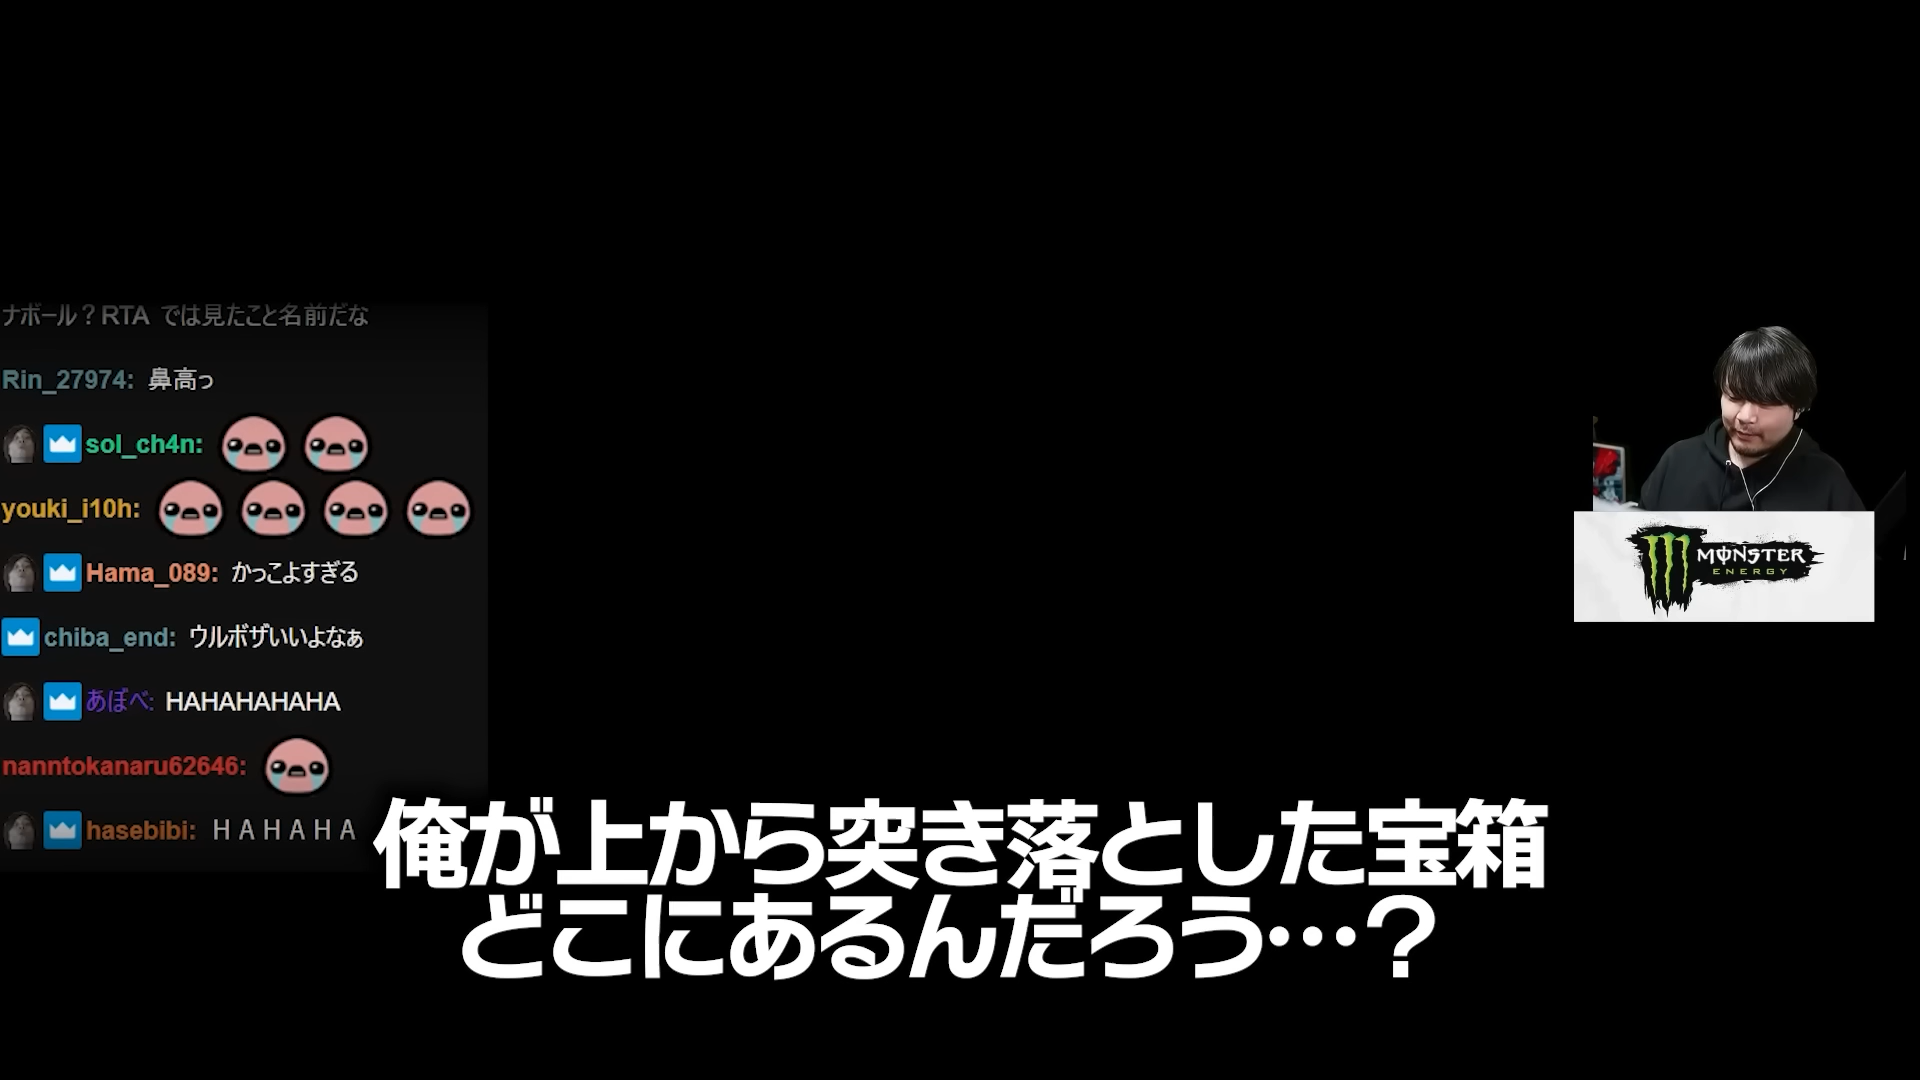 ナボール？RTA では見たこと名前だな
Rin_27974: 鼻高っ
sol_ch4n:
youki_i10h:
Hama_089: かっこよすぎる
chiba_end: ウルボザいいよなぁ
あぼべ: HAHAHAHAHA
nanntokanaru62646:
hasebibi: ＨＡＨＡＨＡ
MONSTER
ENERGY
俺が上から突き落とした宝箱
どこにあるんだろう…？